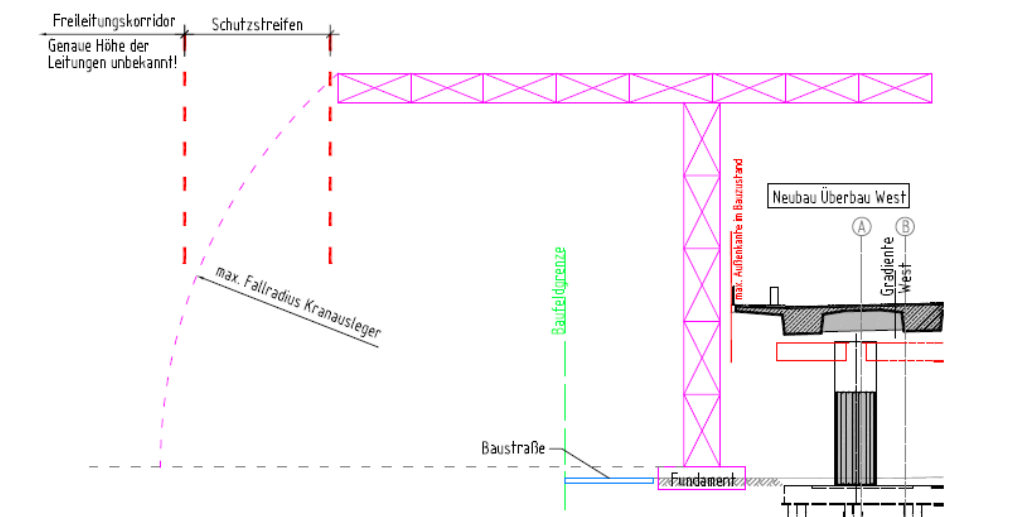 Freileitungskorridor
Schutzstreifen
Genaue Höhe der
Leitungen unbekannt!
max. Außenkante im Bauzustand
Neubau Überbau West
A
B
Gradiente
West
Baufeldgrenze
max. Fallradius Kranausleger
Baustraße
Fundament